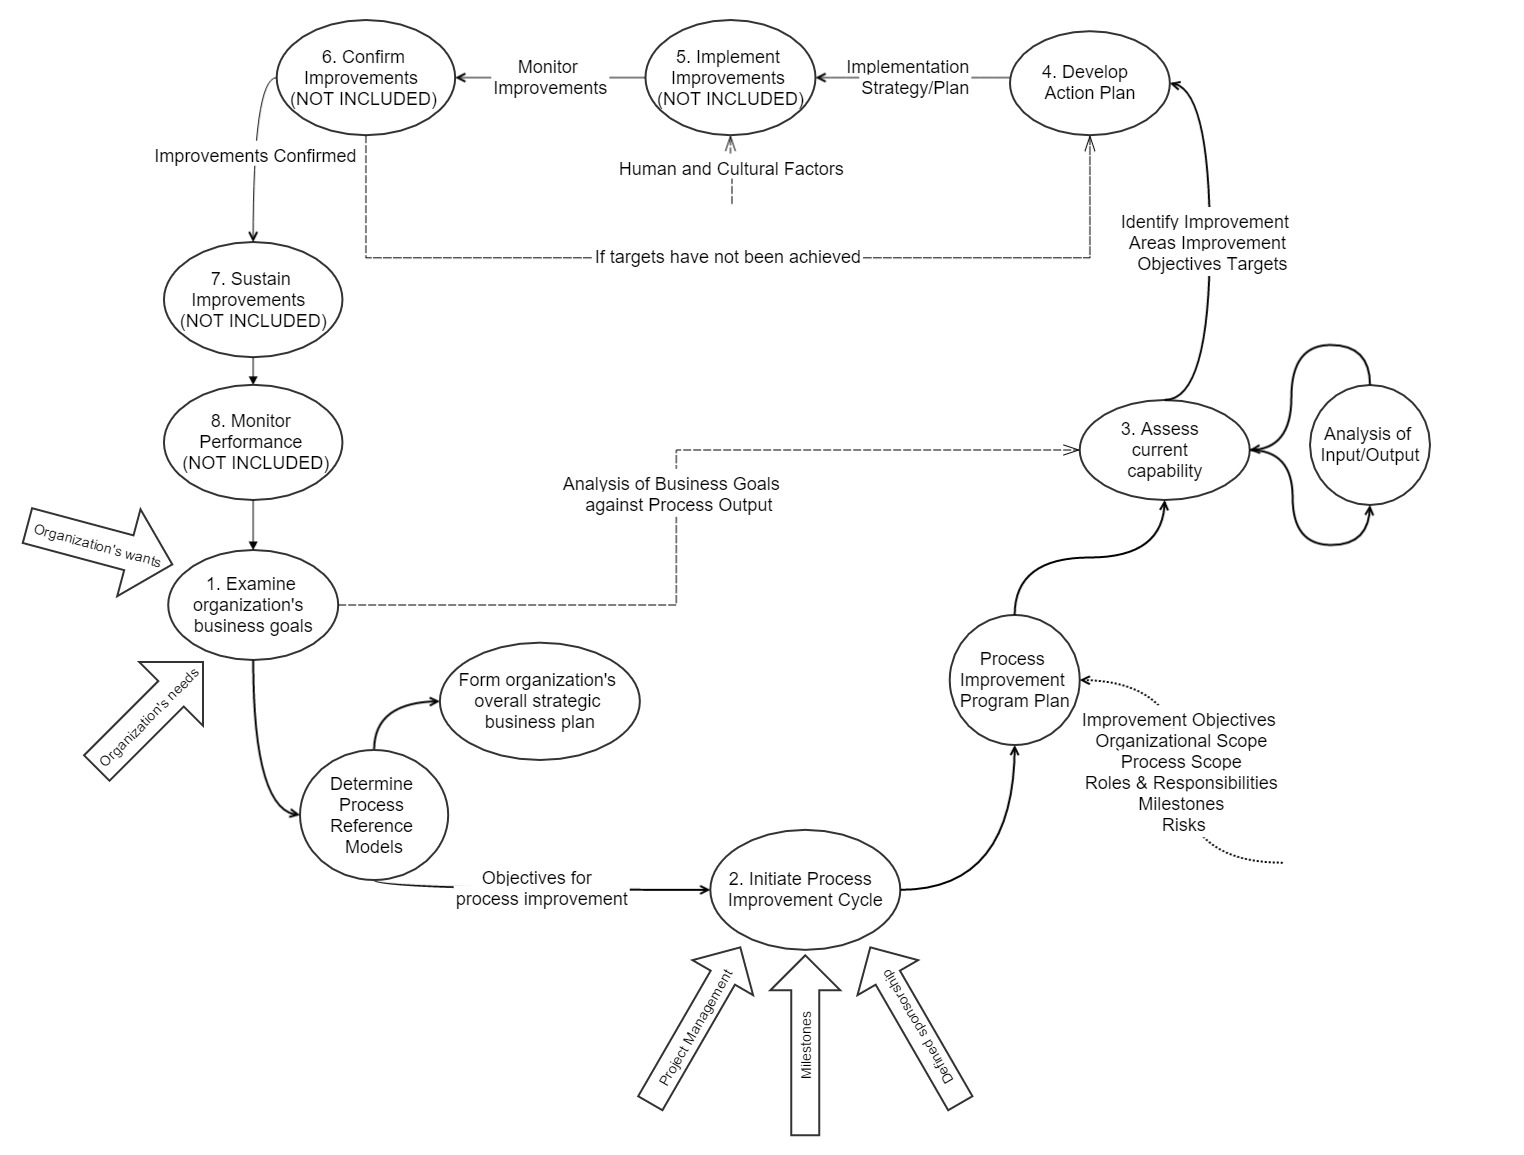 6. Confirm
Improvements
(NOT INCLUDED)
Monitor
Improvements
5. Implement
Improvements
(NOT INCLUDED)
Implementation
Strategy/Plan
4. Develop
Action Plan
Improvements Confirmed
Human and Cultural Factors
If targets have not been achieved
Identify Improvement
Areas Improvement
Objectives Targets
7. Sustain
Improvements
(NOT INCLUDED)
8. Monitor
Performance
(NOT INCLUDED)
3. Assess
current
capability
Analysis of
Input/Output
Analysis of Business Goals
against Process Output
Organization's wants
1. Examine
organization's
business goals
Organization's needs
Form organization's
overall strategic
business plan
Process
Improvement
Program Plan
Improvement Objectives
Organizational Scope
Process Scope
Roles & Responsibilities
Milestones
Risks
Determine
Process
Reference
Models
Objectives for
process improvement
2. Initiate Process
Improvement Cycle
Project Management
Milestones
Defined sponsorship